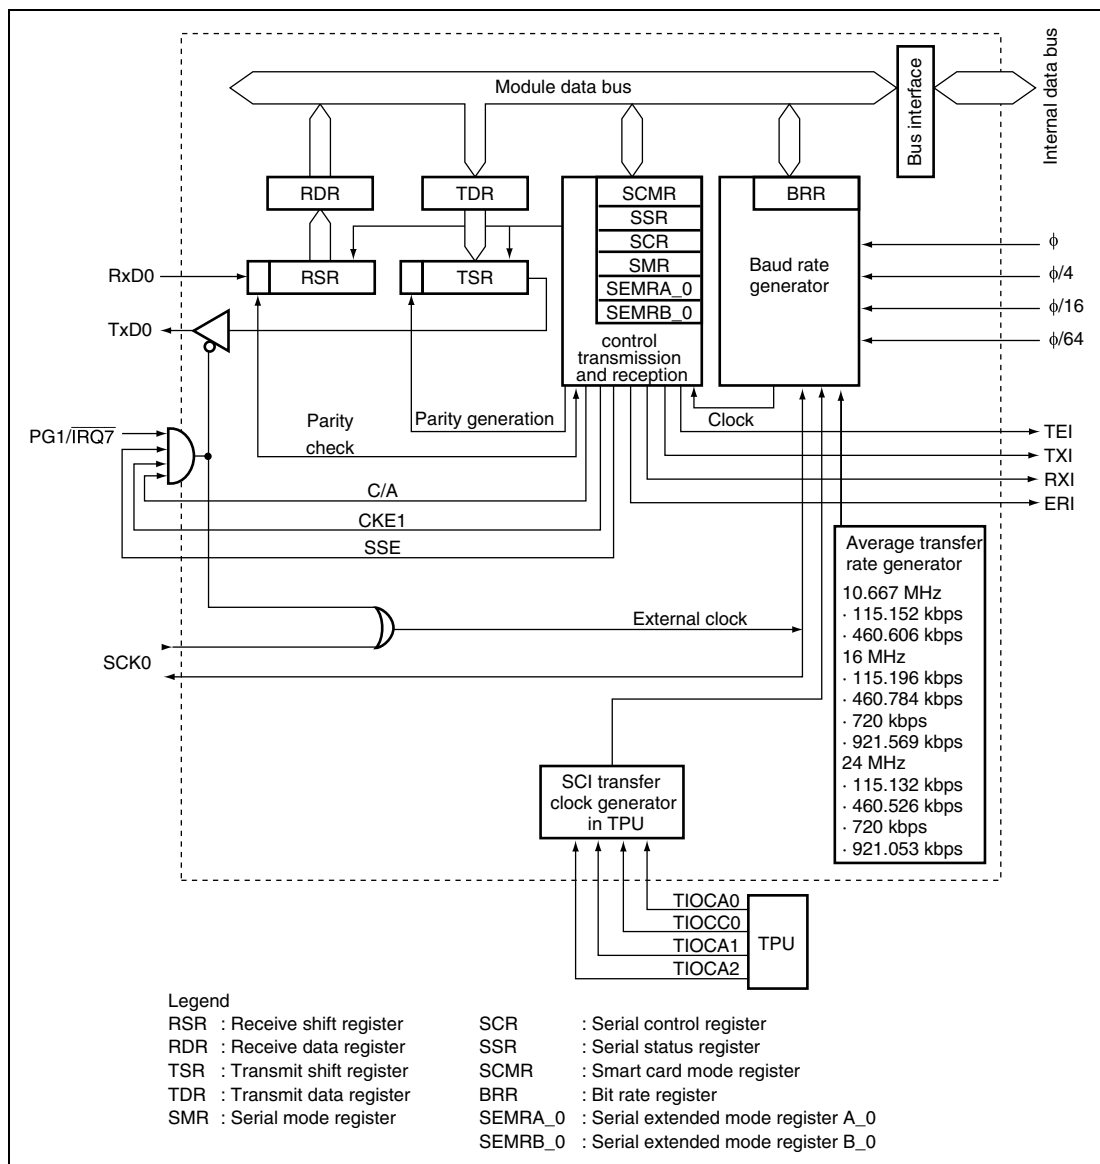 Module data bus
Bus interface
Internal data bus
RDR
TDR
SCMR
SSR
SCR
SMR
SEMRA_0
SEMRB_0
control
transmission
and reception
BRR
Baud rate
generator
RxD0
RSR
TSR
TxD0
ϕ
ϕ/4
ϕ/16
ϕ/64
Parity
check
Parity generation
Clock
PG1/IRQ7
TEI
TXI
RXI
ERI
C/A
CKE1
SSE
Average transfer
rate generator
10.667 MHz
· 115.152 kbps
· 460.606 kbps
16 MHz
· 115.196 kbps
· 460.784 kbps
· 720 kbps
· 921.569 kbps
24 MHz
· 115.132 kbps
· 460.526 kbps
· 720 kbps
· 921.053 kbps
External clock
SCK0
SCI transfer
clock generator
in TPU
TIOCA0
TIOCC0
TIOCA1
TIOCA2
TPU
Legend
RSR : Receive shift register
RDR : Receive data register
TSR : Transmit shift register
TDR : Transmit data register
SMR : Serial mode register
SCR : Serial control register
SSR : Serial status register
SCMR : Smart card mode register
BRR : Bit rate register
SEMRA_0 : Serial extended mode register A_0
SEMRB_0 : Serial extended mode register B_0